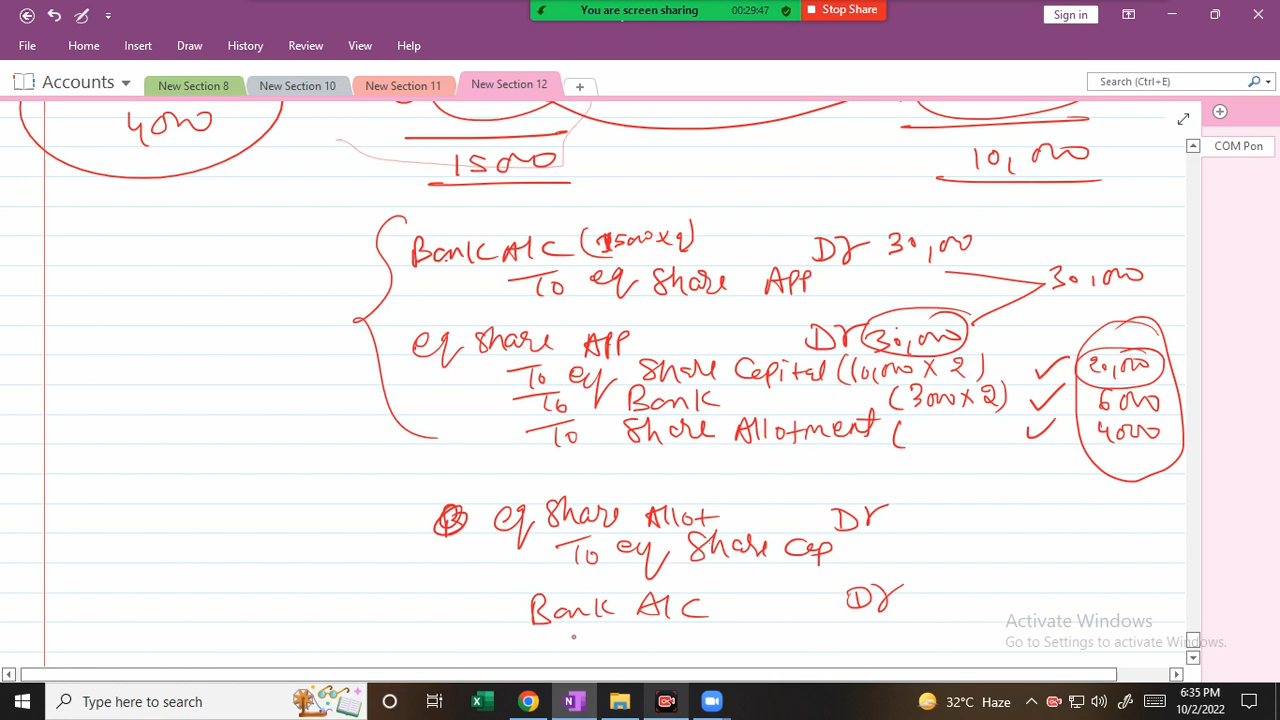 You are screen sharing
00:29:47
Stop Share
Sign in
File Home Insert Draw History Review View Help
Accounts
New Section 8
New Section 10
New Section 11
New Section 12
+
Search (Ctrl+E)
COM Pon
4000
15000
10,000
Bank A/C (15000 x 2) Dr 30,000
To eq Share APP 30,000
eq Share APP Dr 30,000
To eq Share Capital (10,000 x 2) 20,000
To Bank (3000 x 2) 6000
To Share Allotment ( 4000
eq Share Allot Dr
To eq Share Cap
Bank A/C Dr
Activate Windows
Go to Settings to activate Windows.
Type here to search
32°C Haze
6:35 PM
10/2/2022